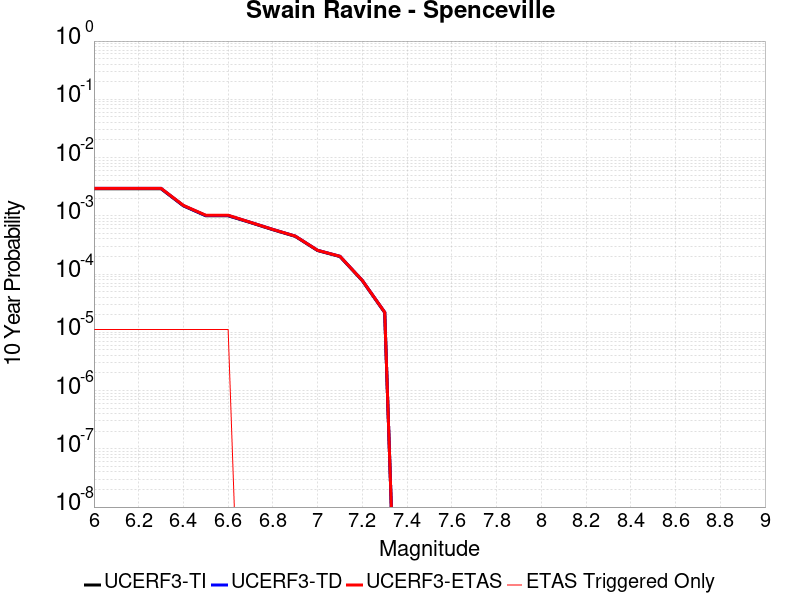 Swain Ravine - Spenceville
10 0
10 -1
10 -2
10 -3
10 -4
10 -5
10 -6
10 -7
10 -8
10 Year Probability
6 6.2 6.4 6.6 6.8 7 7.2 7.4 7.6 7.8 8 8.2 8.4 8.6 8.8 9
Magnitude
UCERF3-TI UCERF3-TD UCERF3-ETAS ETAS Triggered Only